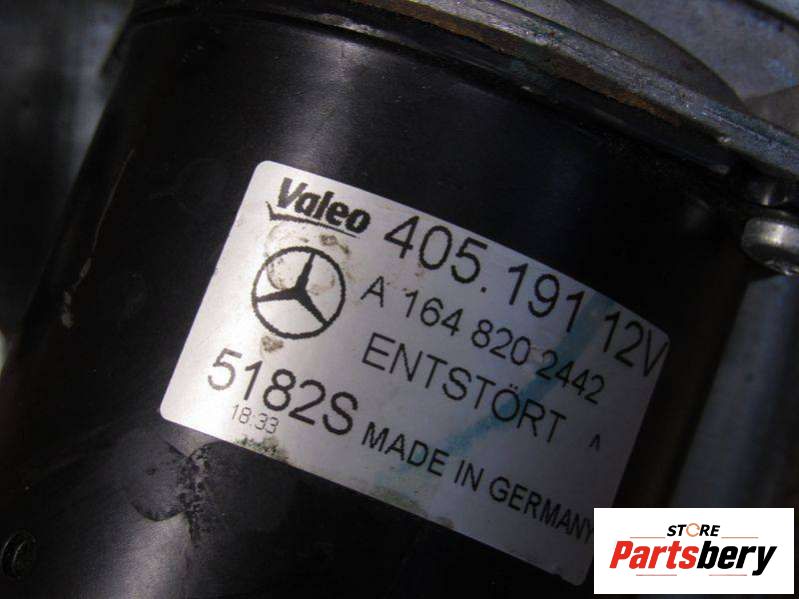 Valeo 405.191 12V
A 164 820 2442
ENTSTÖRT A
5182S
18:33 MADE IN GERMANY
STORE
Partsbery